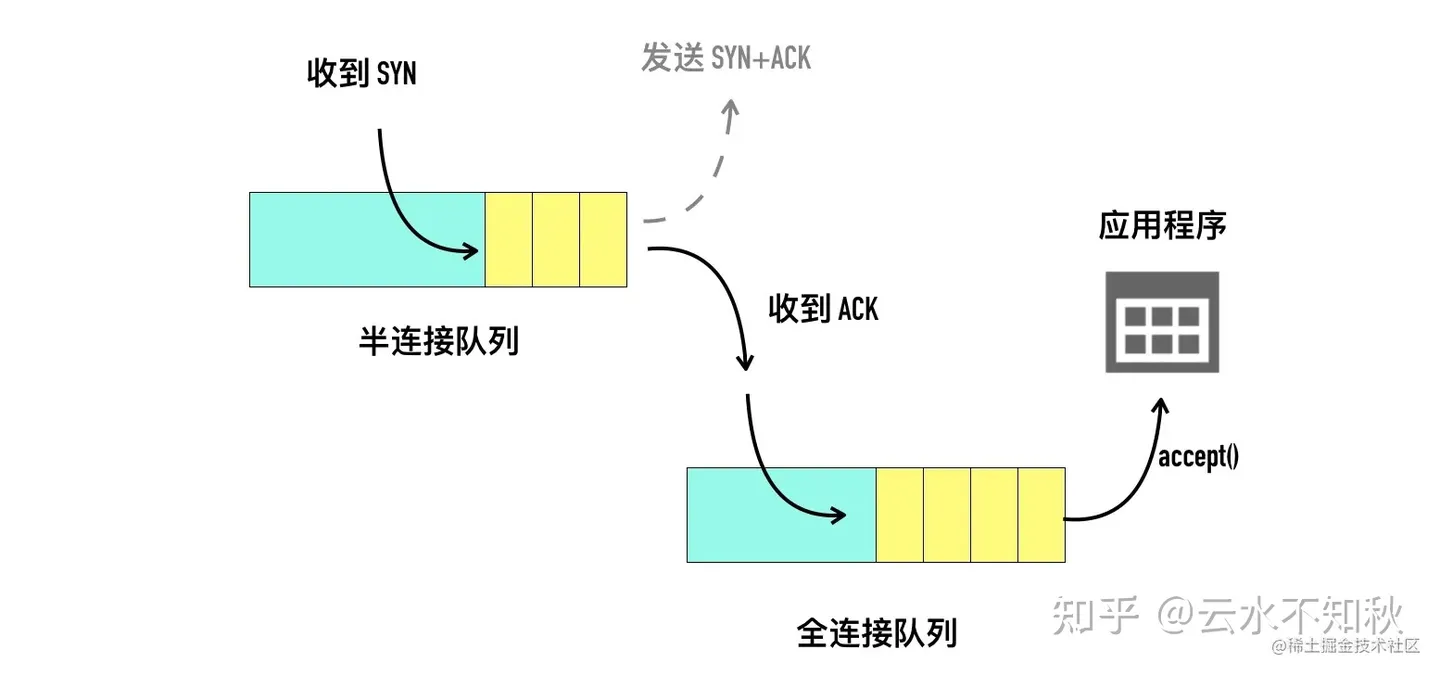 发送 SYN+ACK
收到 SYN
应用程序
收到 ACK
半连接队列
accept()
全连接队列
知乎 @云水不知秋
@稀土掘金技术社区